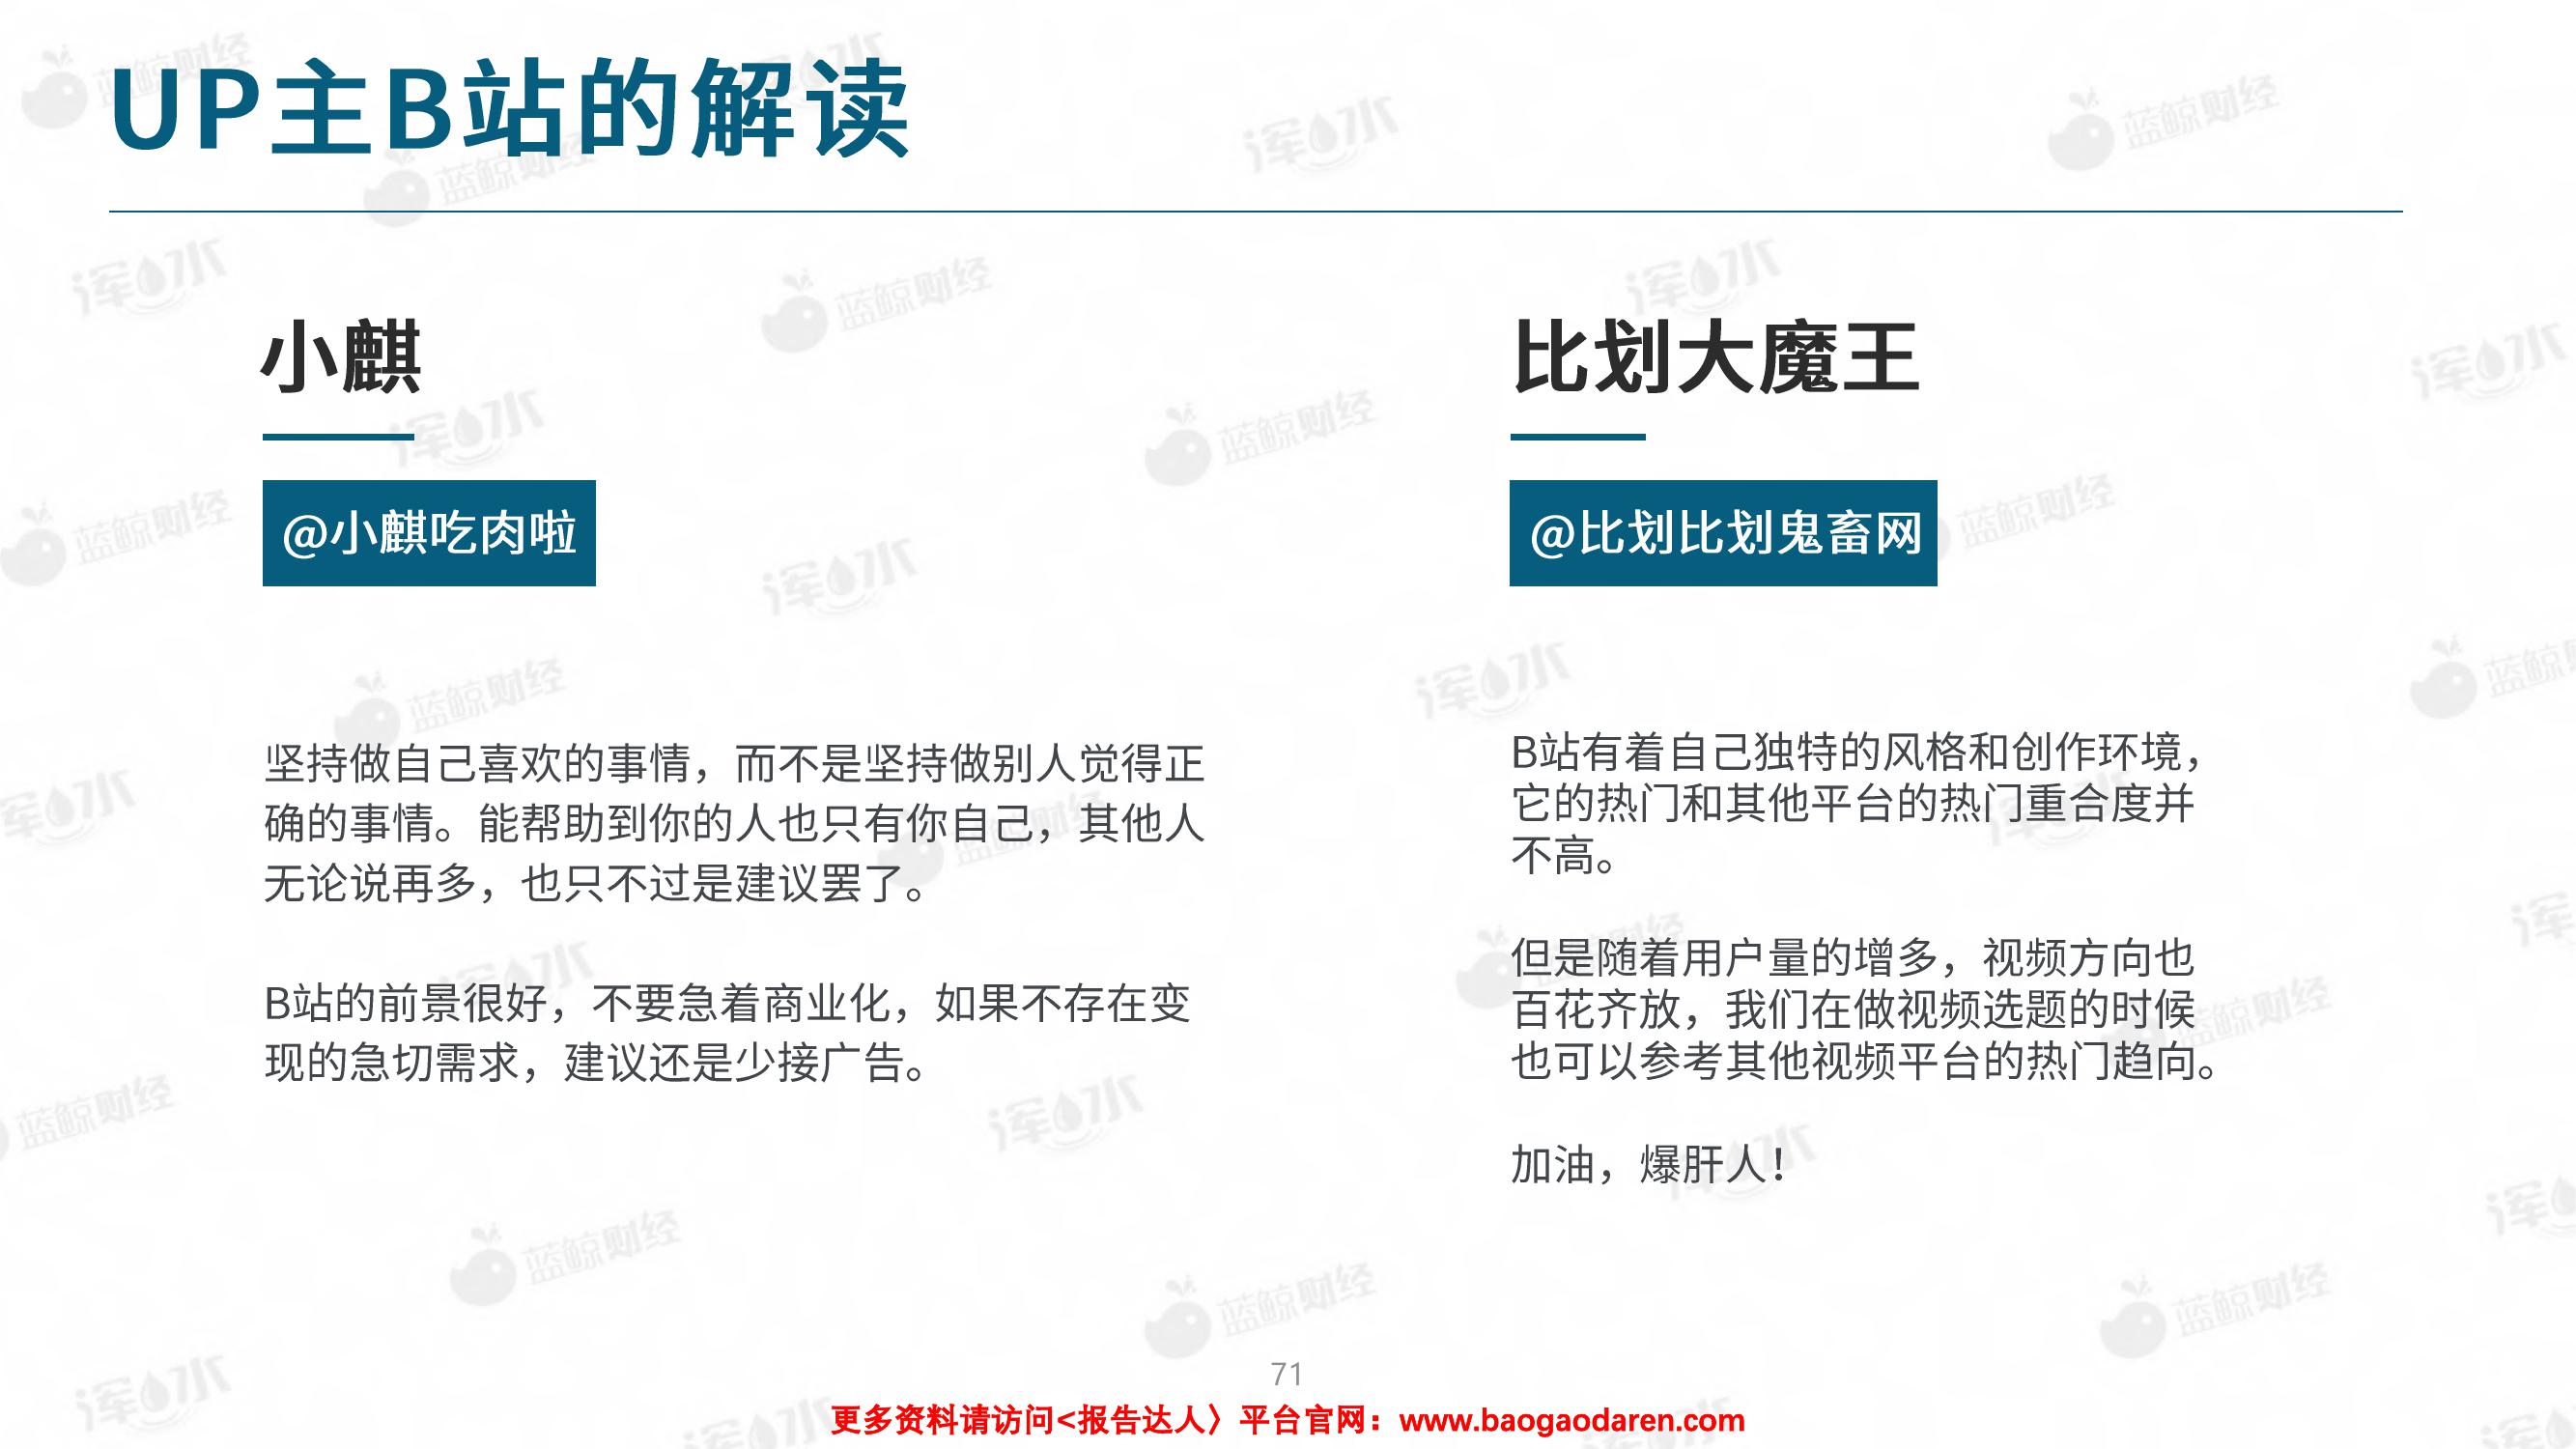 UP主B站的解读
小麒
@小麒吃肉啦
坚持做自己喜欢的事情，而不是坚持做别人觉得正
确的事情。能帮助到你的人也只有你自己，其他人
无论说再多，也只不过是建议罢了。
B站的前景很好，不要急着商业化，如果不存在变
现的急切需求，建议还是少接广告。
比划大魔王
@比划比划鬼畜网
B站有着自己独特的风格和创作环境，
它的热门和其他平台的热门重合度并
不高。
但是随着用户量的增多，视频方向也
百花齐放，我们在做视频选题的时候
也可以参考其他视频平台的热门趋向。
加油，爆肝人！
71
更多资料请访问<报告达人〉平台官网：www.baogaodaren.com
蓝鲸财经
浑水